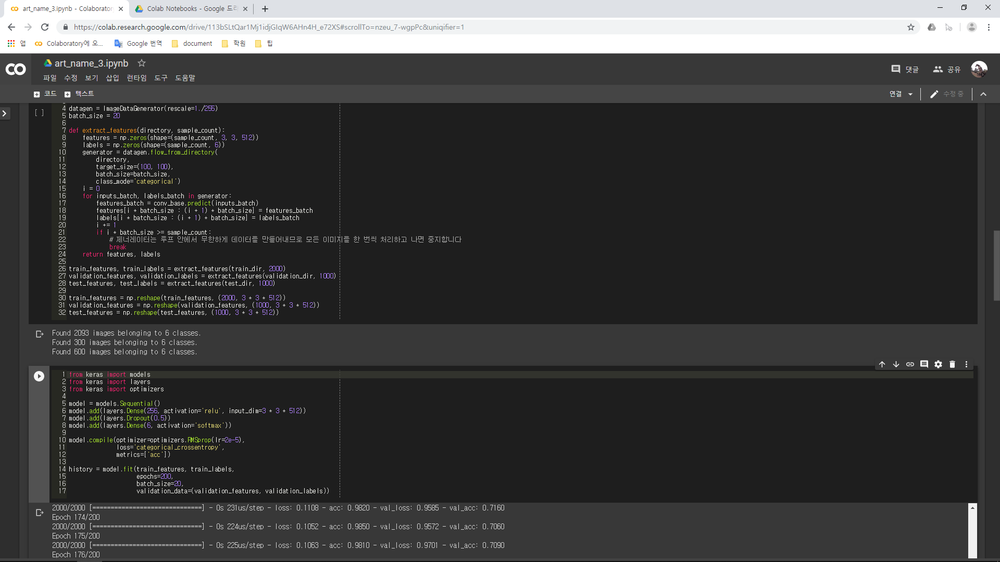 art_name_3.ipynb - Colaborator
Colab Notebooks - Google 드라
https://colab.research.google.com/drive/113bSLtQar1Mj1idjGIqW6AHn4H_e72XS#scrollTo=nzeu_7-wgpPc&uniqifier=1
앱 Colaboratory에 오... Google 번역 document 학원 팁
CO art_name_3.ipynb
댓글 공유
파일 수정 보기 삽입 런타임 도구 도움말
코드 텍스트 연결 수정 중
[ ]
4 datagen = ImageDataGenerator(rescale=1./255)
5 batch_size = 20
6
7 def extract_features(directory, sample_count):
8     features = np.zeros(shape=(sample_count, 3, 3, 512))
9     labels = np.zeros(shape=(sample_count, 6))
10     generator = datagen.flow_from_directory(
11         directory,
12         target_size=(100, 100),
13         batch_size=batch_size,
14         class_mode='categorical')
15     i = 0
16     for inputs_batch, labels_batch in generator:
17         features_batch = conv_base.predict(inputs_batch)
18         features[i * batch_size : (i + 1) * batch_size] = features_batch
19         labels[i * batch_size : (i + 1) * batch_size] = labels_batch
20         i += 1
21         if i * batch_size >= sample_count:
22             # 제너레이터는 루프 안에서 무한하게 데이터를 만들어내므로 모든 이미지를 한 번씩 처리하고 나면 중지합니다
23             break
24     return features, labels
25
26 train_features, train_labels = extract_features(train_dir, 2000)
27 validation_features, validation_labels = extract_features(validation_dir, 1000)
28 test_features, test_labels = extract_features(test_dir, 1000)
29
30 train_features = np.reshape(train_features, (2000, 3 * 3 * 512))
31 validation_features = np.reshape(validation_features, (1000, 3 * 3 * 512))
32 test_features = np.reshape(test_features, (1000, 3 * 3 * 512))
Found 2093 images belonging to 6 classes.
Found 300 images belonging to 6 classes.
Found 600 images belonging to 6 classes.
1 from keras import models
2 from keras import layers
3 from keras import optimizers
4
5 model = models.Sequential()
6 model.add(layers.Dense(256, activation='relu', input_dim=3 * 3 * 512))
7 model.add(layers.Dropout(0.5))
8 model.add(layers.Dense(6, activation='softmax'))
9
10 model.compile(optimizer=optimizers.RMSprop(lr=2e-5),
11               loss='categorical_crossentropy',
12               metrics=['acc'])
13
14 history = model.fit(train_features, train_labels,
15                     epochs=200,
16                     batch_size=20,
17                     validation_data=(validation_features, validation_labels))
2000/2000 [==============================] - 0s 231us/step - loss: 0.1108 - acc: 0.9820 - val_loss: 0.9585 - val_acc: 0.7160
Epoch 174/200
2000/2000 [==============================] - 0s 224us/step - loss: 0.1052 - acc: 0.9850 - val_loss: 0.9572 - val_acc: 0.7060
Epoch 175/200
2000/2000 [==============================] - 0s 225us/step - loss: 0.1063 - acc: 0.9810 - val_loss: 0.9701 - val_acc: 0.7090
Epoch 176/200